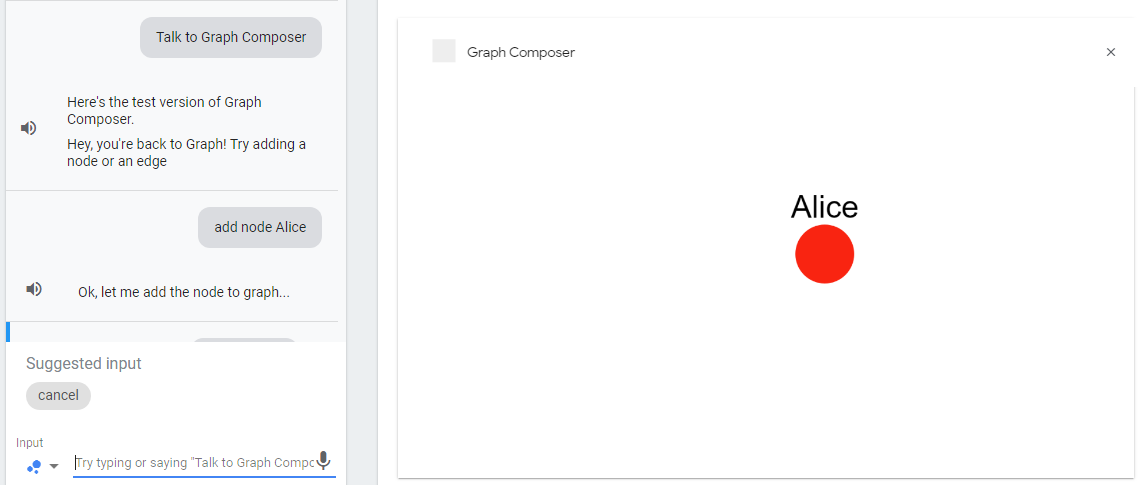 Talk to Graph Composer
Here's the test version of Graph
Composer.
Hey, you're back to Graph! Try adding a
node or an edge
add node Alice
Ok, let me add the node to graph...
Suggested input
cancel
Input
Try typing or saying "Talk to Graph Compo
Graph Composer
Alice